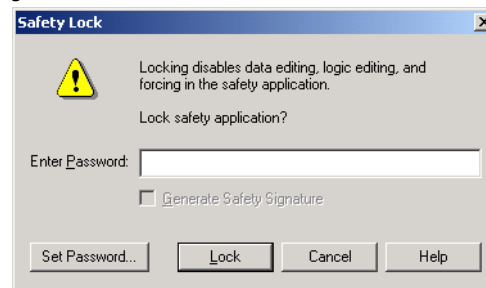 Safety Lock
Locking disables data editing, logic editing, and
forcing in the safety application.
Lock safety application?
Enter Password:
Generate Safety Signature
Set Password...
Lock
Cancel
Help